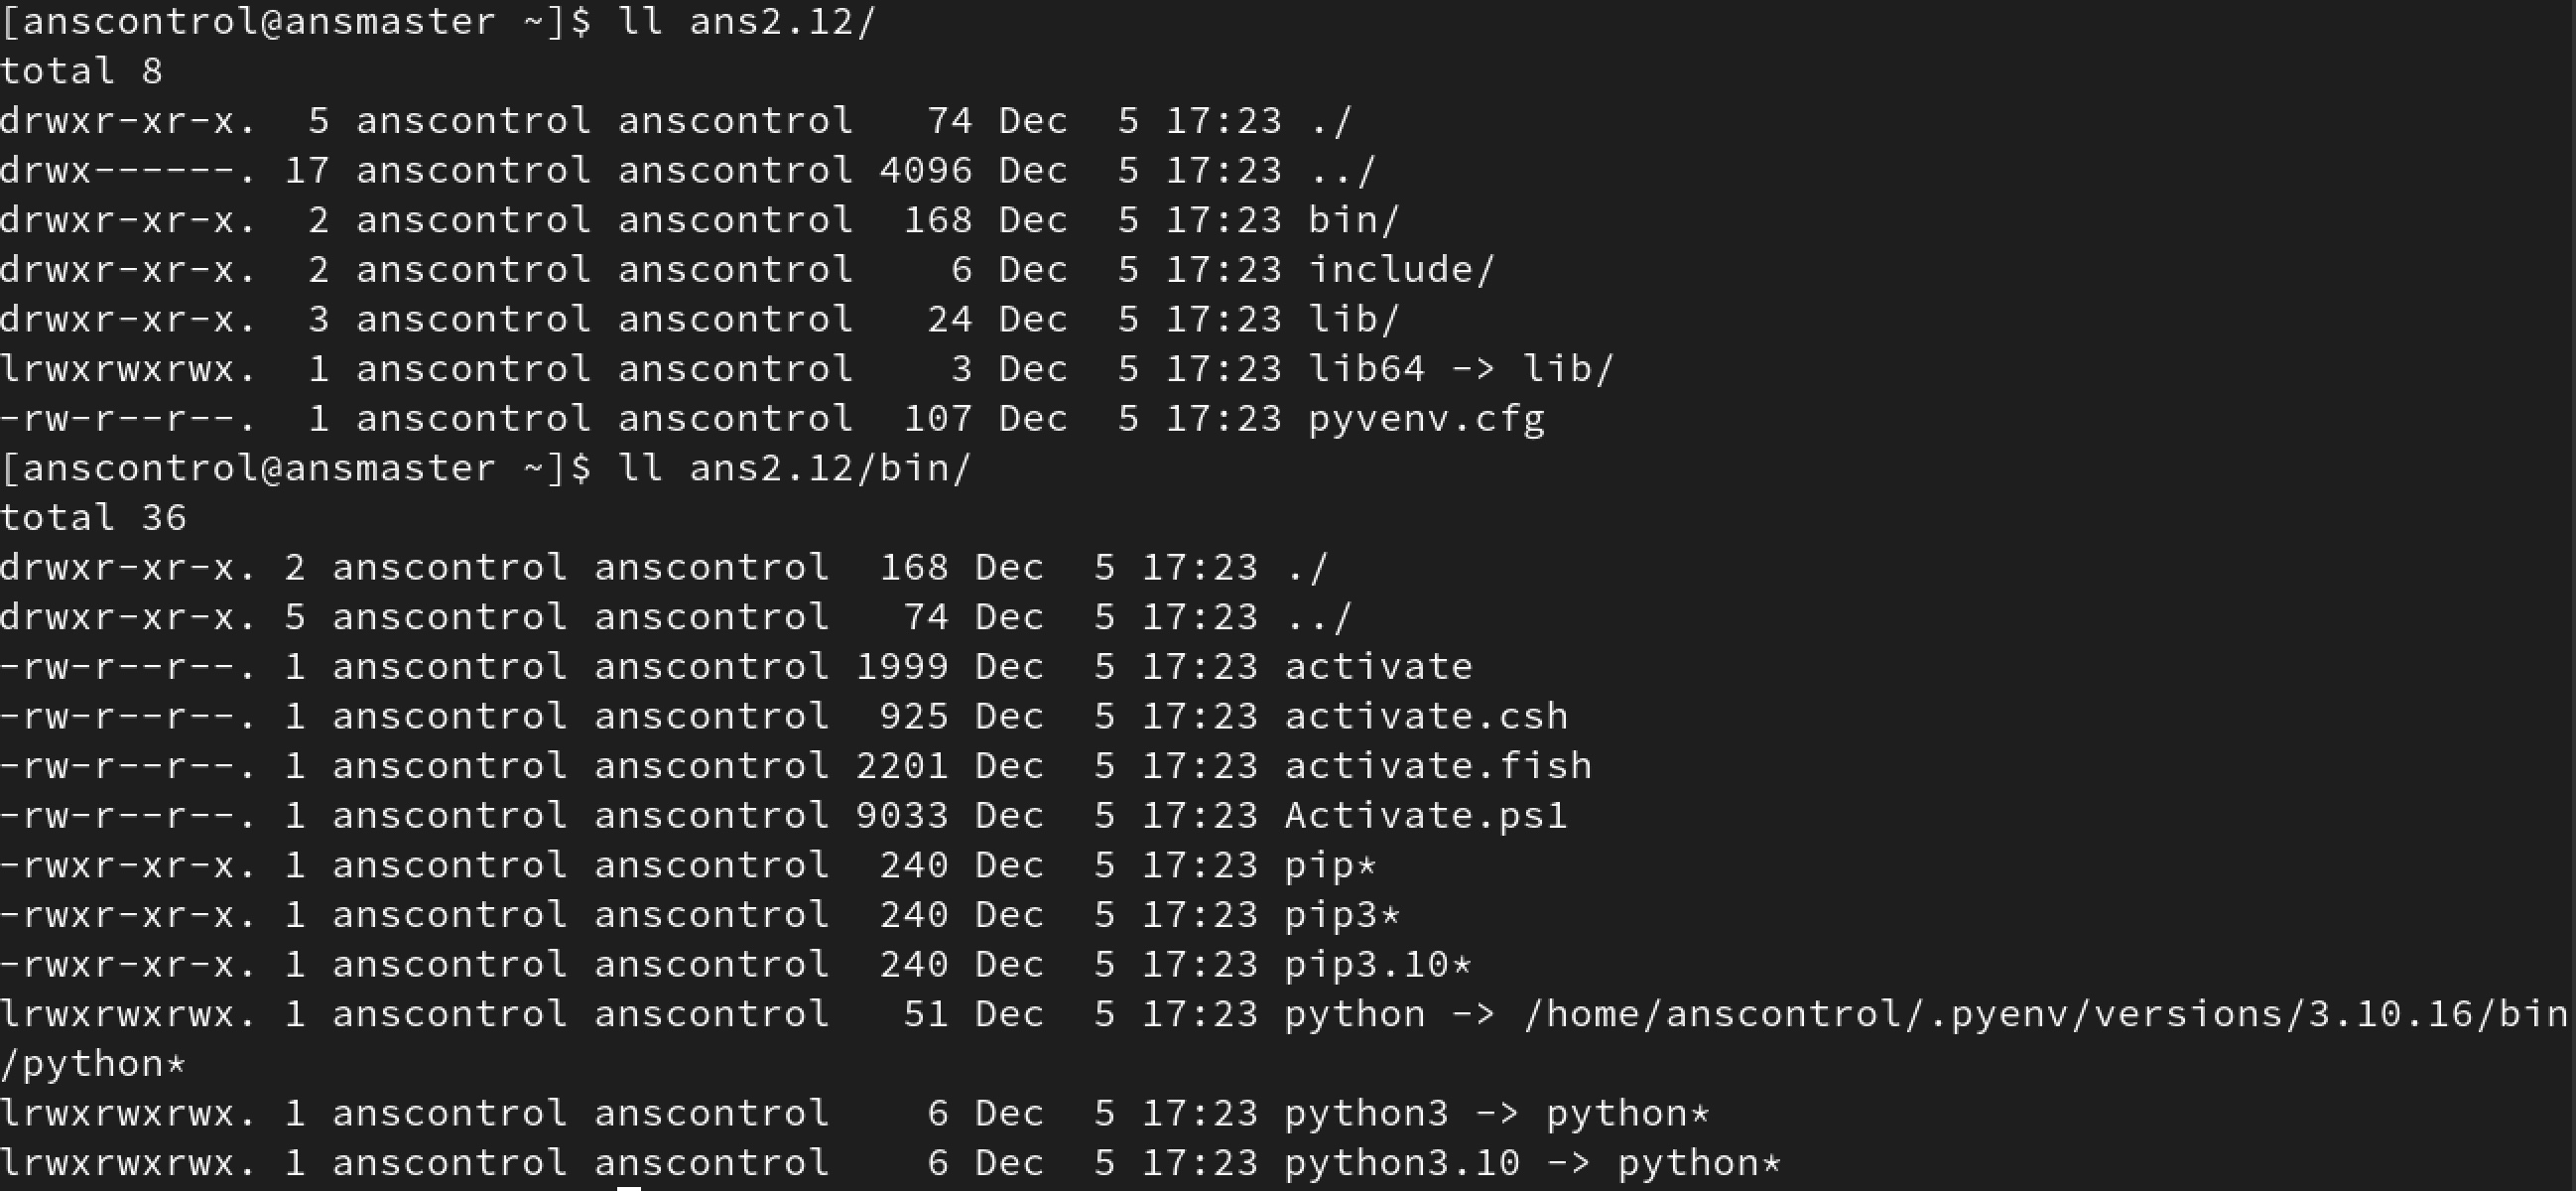 [anscontrol@ansmaster ~]$ ll ans2.12/
total 8
drwxr-xr-x.  5 anscontrol anscontrol   74 Dec  5 17:23 ./
drwx------. 17 anscontrol anscontrol 4096 Dec  5 17:23 ../
drwxr-xr-x.  2 anscontrol anscontrol  168 Dec  5 17:23 bin/
drwxr-xr-x.  2 anscontrol anscontrol    6 Dec  5 17:23 include/
drwxr-xr-x.  3 anscontrol anscontrol   24 Dec  5 17:23 lib/
lrwxrwxrwx.  1 anscontrol anscontrol    3 Dec  5 17:23 lib64 -> lib/
-rw-r--r--.  1 anscontrol anscontrol  107 Dec  5 17:23 pyvenv.cfg
[anscontrol@ansmaster ~]$ ll ans2.12/bin/
total 36
drwxr-xr-x. 2 anscontrol anscontrol  168 Dec  5 17:23 ./
drwxr-xr-x. 5 anscontrol anscontrol   74 Dec  5 17:23 ../
-rw-r--r--. 1 anscontrol anscontrol 1999 Dec  5 17:23 activate
-rw-r--r--. 1 anscontrol anscontrol  925 Dec  5 17:23 activate.csh
-rw-r--r--. 1 anscontrol anscontrol 2201 Dec  5 17:23 activate.fish
-rw-r--r--. 1 anscontrol anscontrol 9033 Dec  5 17:23 Activate.ps1
-rwxr-xr-x. 1 anscontrol anscontrol  240 Dec  5 17:23 pip*
-rwxr-xr-x. 1 anscontrol anscontrol  240 Dec  5 17:23 pip3*
-rwxr-xr-x. 1 anscontrol anscontrol  240 Dec  5 17:23 pip3.10*
lrwxrwxrwx. 1 anscontrol anscontrol   51 Dec  5 17:23 python -> /home/anscontrol/.pyenv/versions/3.10.16/bin
/python*
lrwxrwxrwx. 1 anscontrol anscontrol    6 Dec  5 17:23 python3 -> python*
lrwxrwxrwx. 1 anscontrol anscontrol    6 Dec  5 17:23 python3.10 -> python*